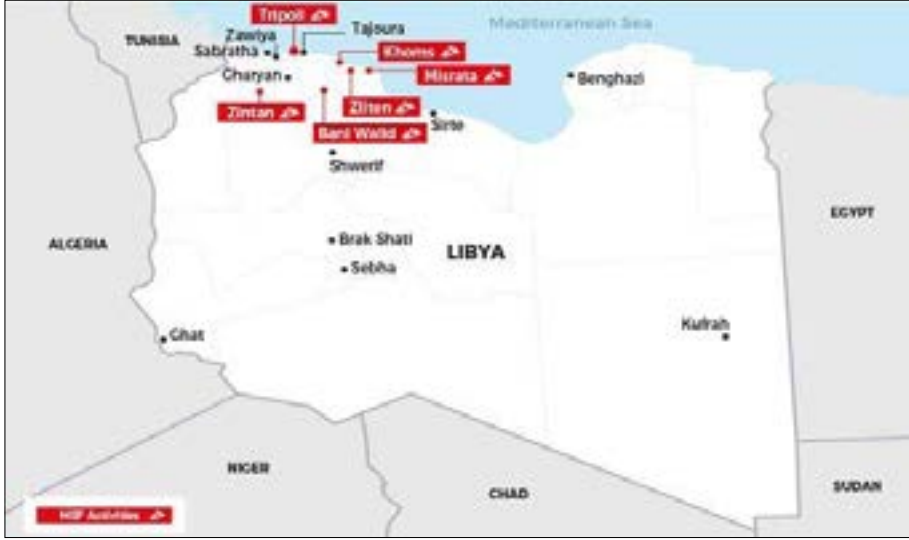 Mediterranean Sea
TUNISIA
Tripoli
Zawiya
Tajoura
Sabratha
Khoms
Misrata
Benghazi
Gharyan
Zintan
Zliten
Sirte
Bani Walid
Shwerif
EGYPT
ALGERIA
Brak Shati
LIBYA
Sebha
Kufrah
Ghat
NIGER
CHAD
SUDAN
MSF Activities